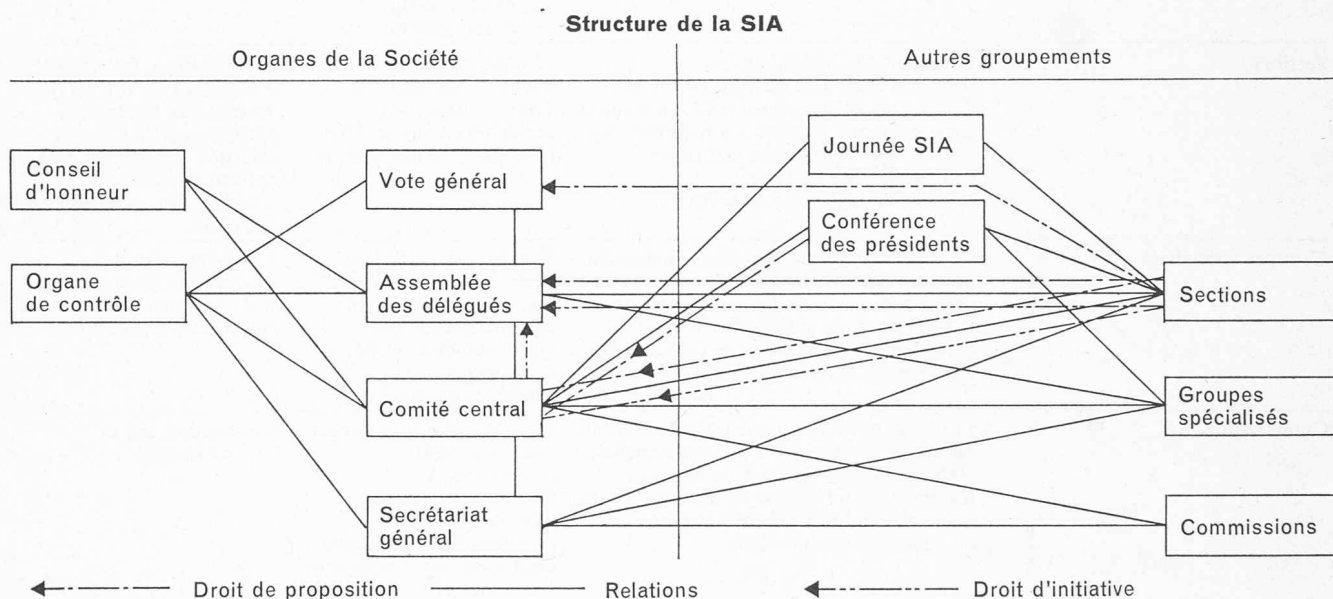 Structure de la SIA
Organes de la Société
Autres groupements
Conseil
d'honneur
Vote général
Journée SIA
Conférence
des présidents
Organe
de contrôle
Assemblée
des délégués
Sections
Comité central
Groupes
spécialisés
Secrétariat
général
Commissions
Droit de proposition
Relations
Droit d'initiative